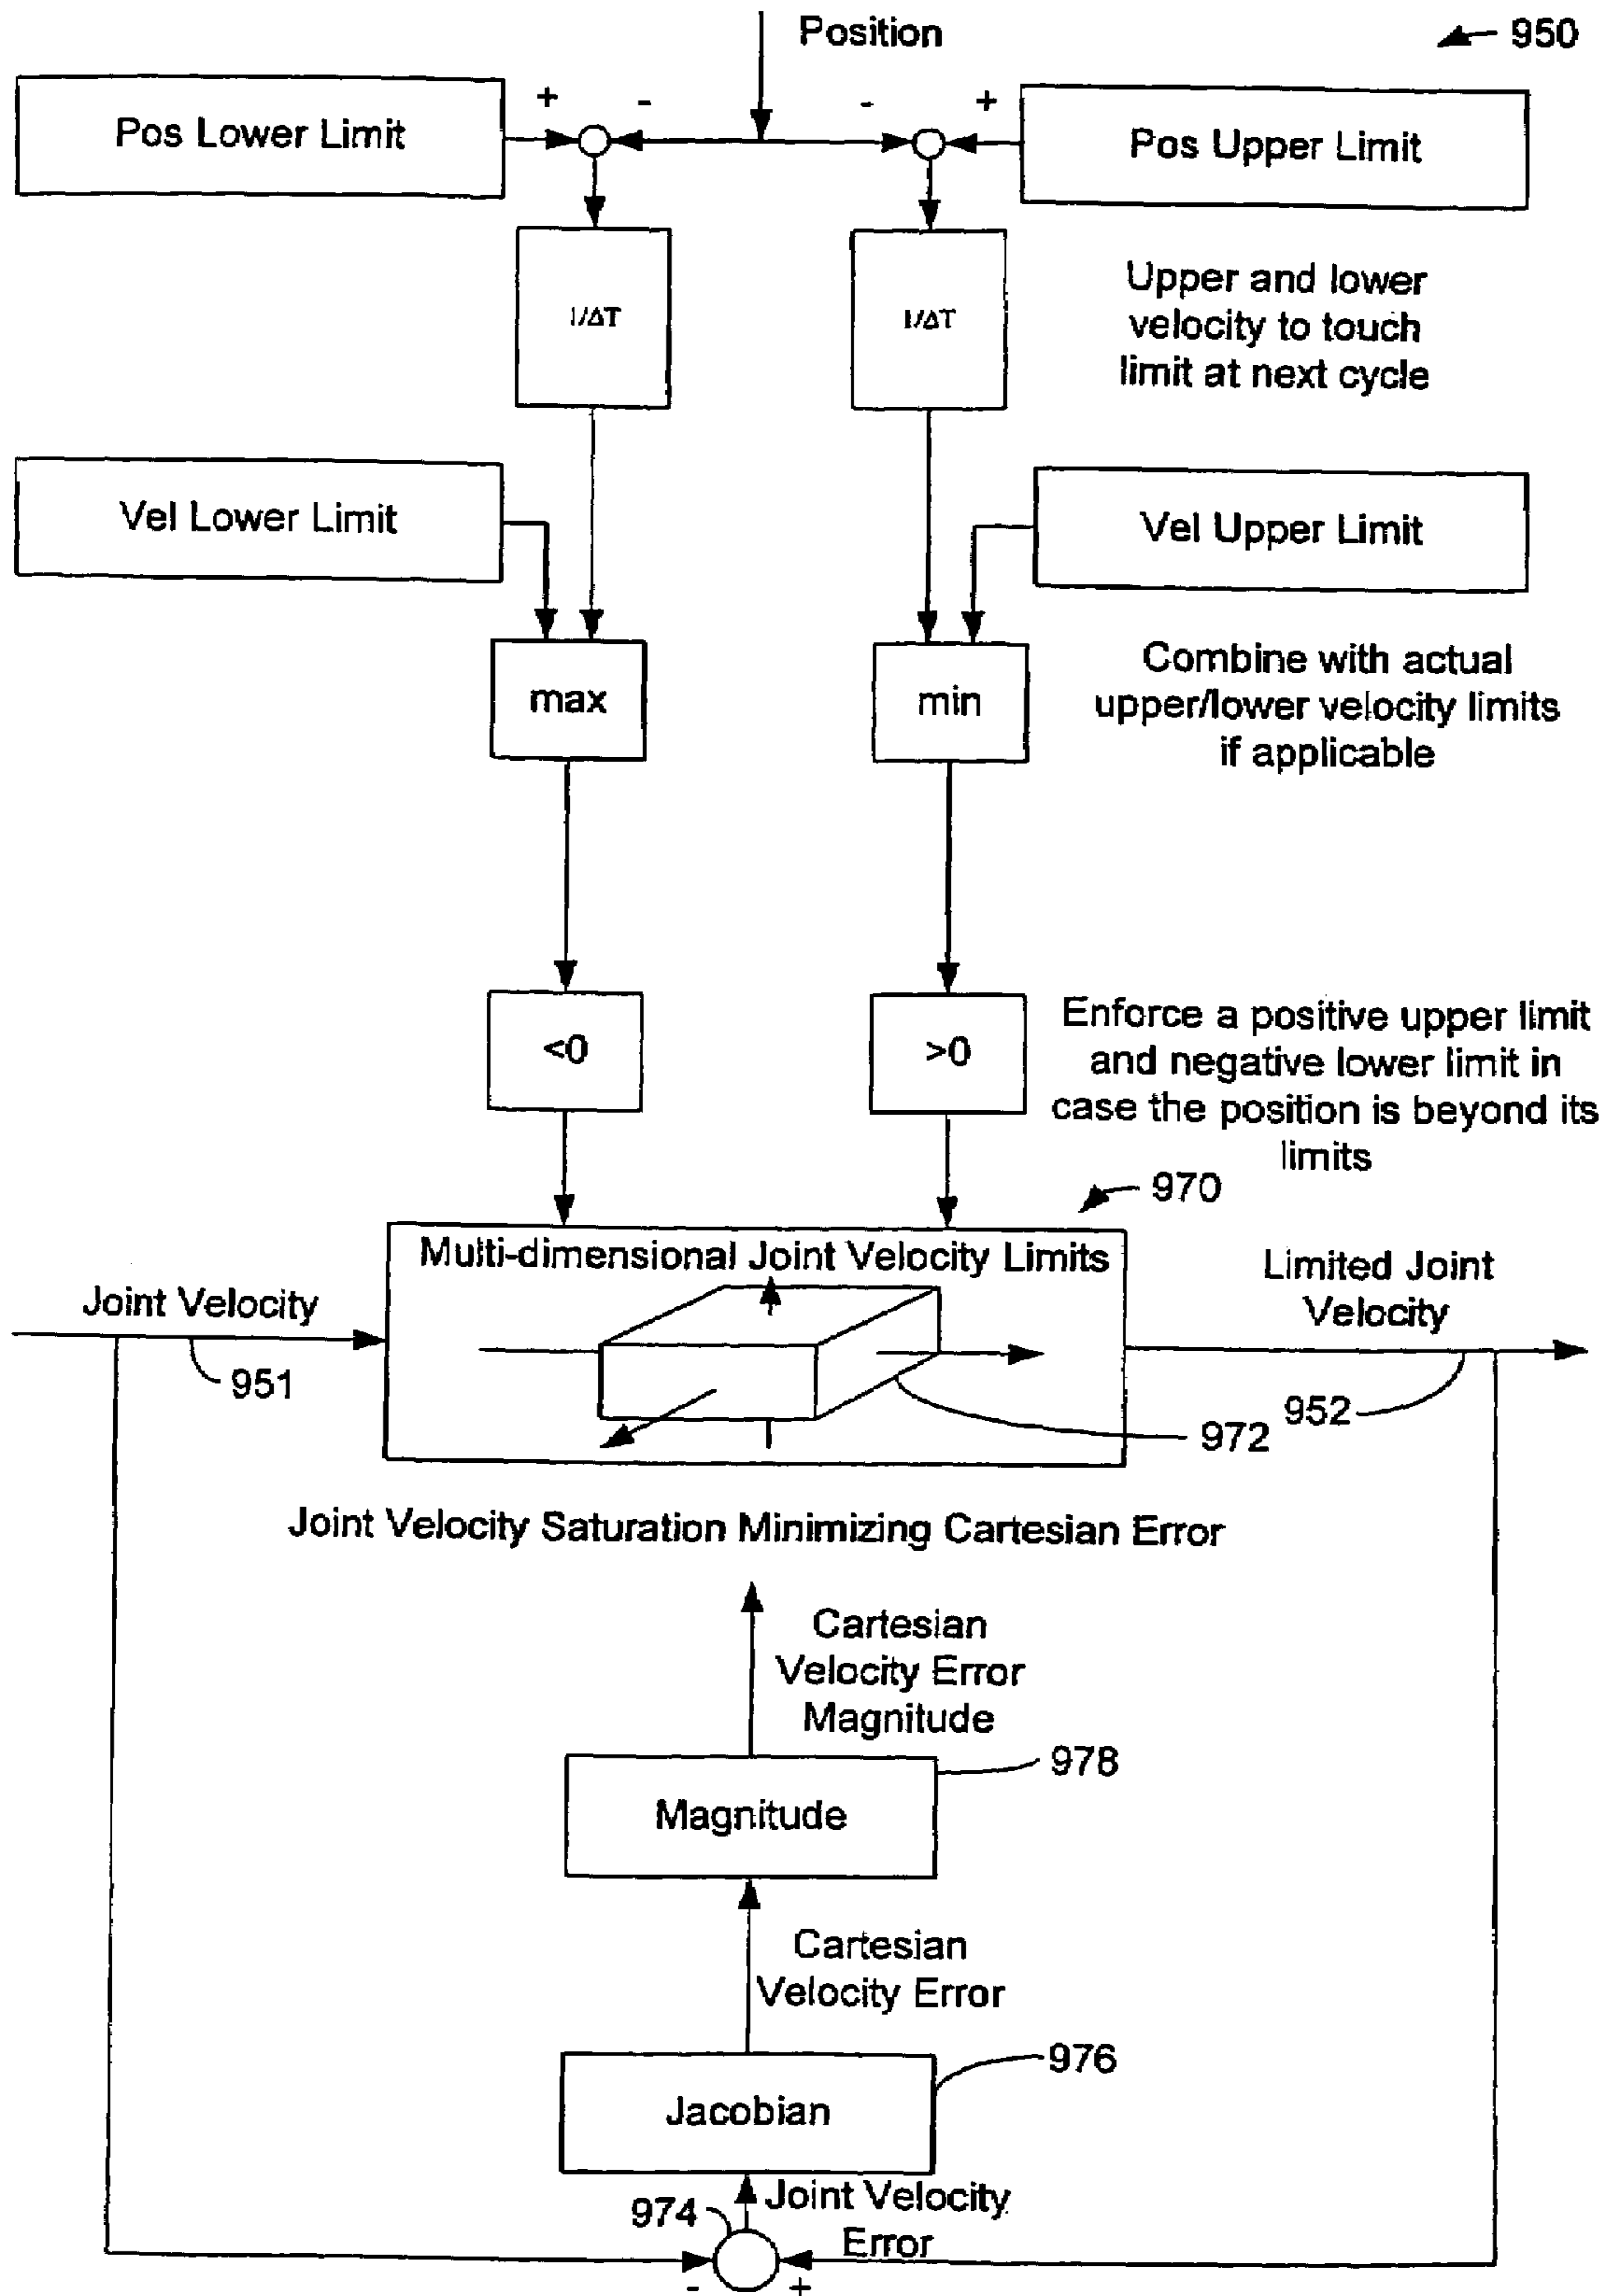 Position
950
+
-
-
+
Pos Lower Limit
Pos Upper Limit
1/ΔT
1/ΔT
Upper and lower
velocity to touch
limit at next cycle
Vel Lower Limit
Vel Upper Limit
max
min
Combine with actual
upper/lower velocity limits
if applicable
<0
>0
Enforce a positive upper limit
and negative lower limit in
case the position is beyond its
limits
970
Multi-dimensional Joint Velocity Limits
Joint Velocity
Limited Joint
Velocity
951
952
972
Joint Velocity Saturation Minimizing Cartesian Error
Cartesian
Velocity Error
Magnitude
978
Magnitude
Cartesian
Velocity Error
976
Jacobian
974
Joint Velocity
Error
-
+